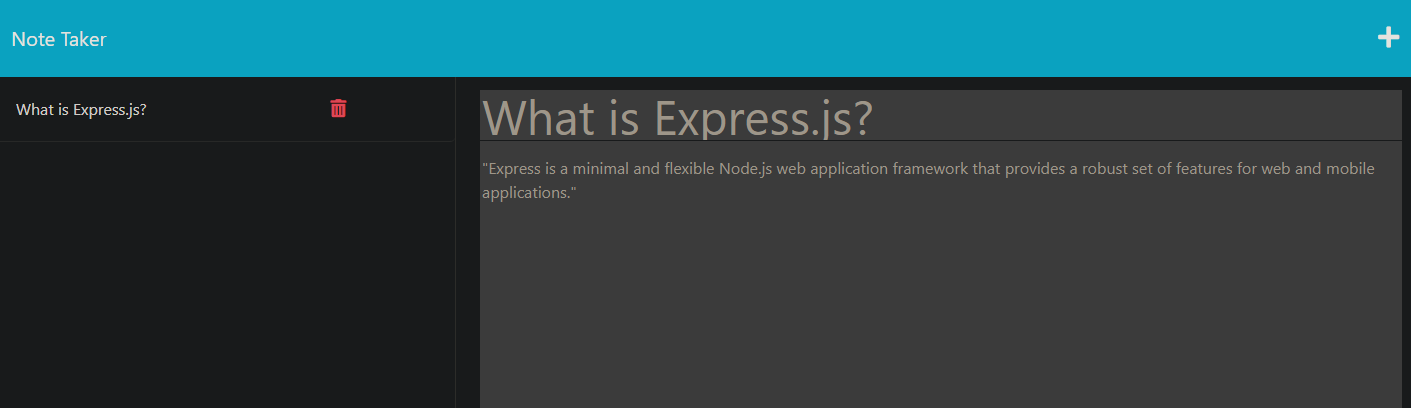 Note Taker
What is Express.js?
What is Express.js?
"Express is a minimal and flexible Node.js web application framework that provides a robust set of features for web and mobile
applications."